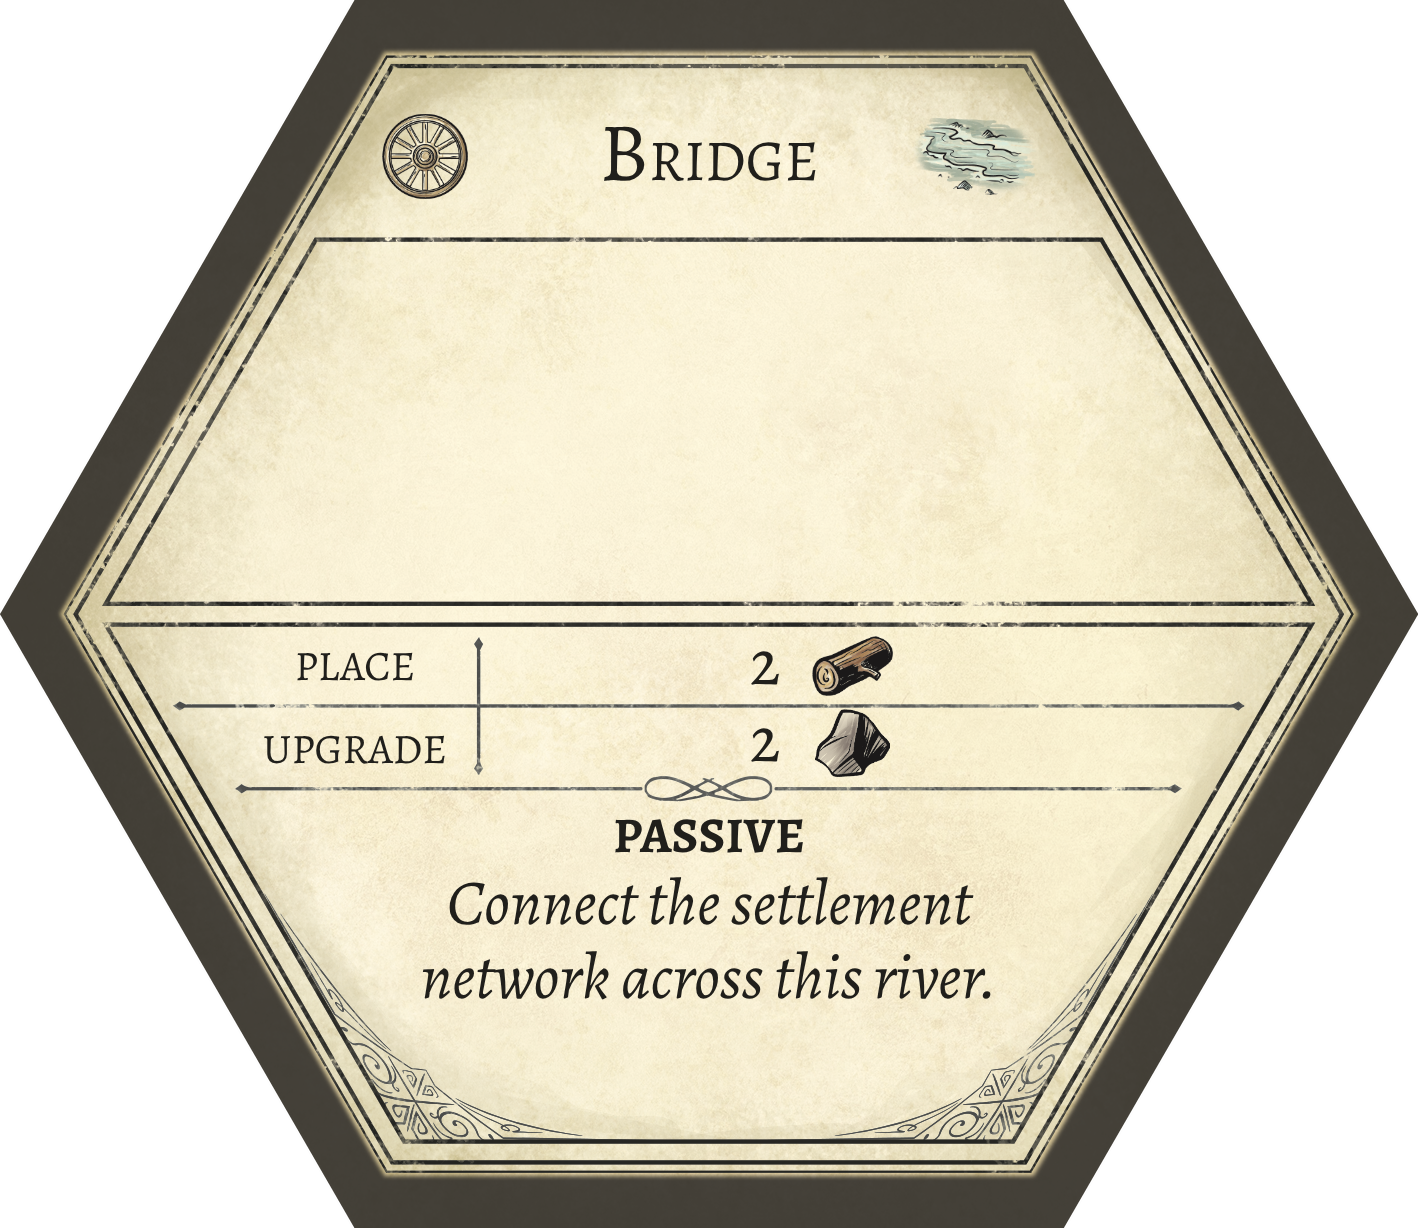 Bridge
PLACE 2
UPGRADE 2
PASSIVE
Connect the settlement
network across this river.